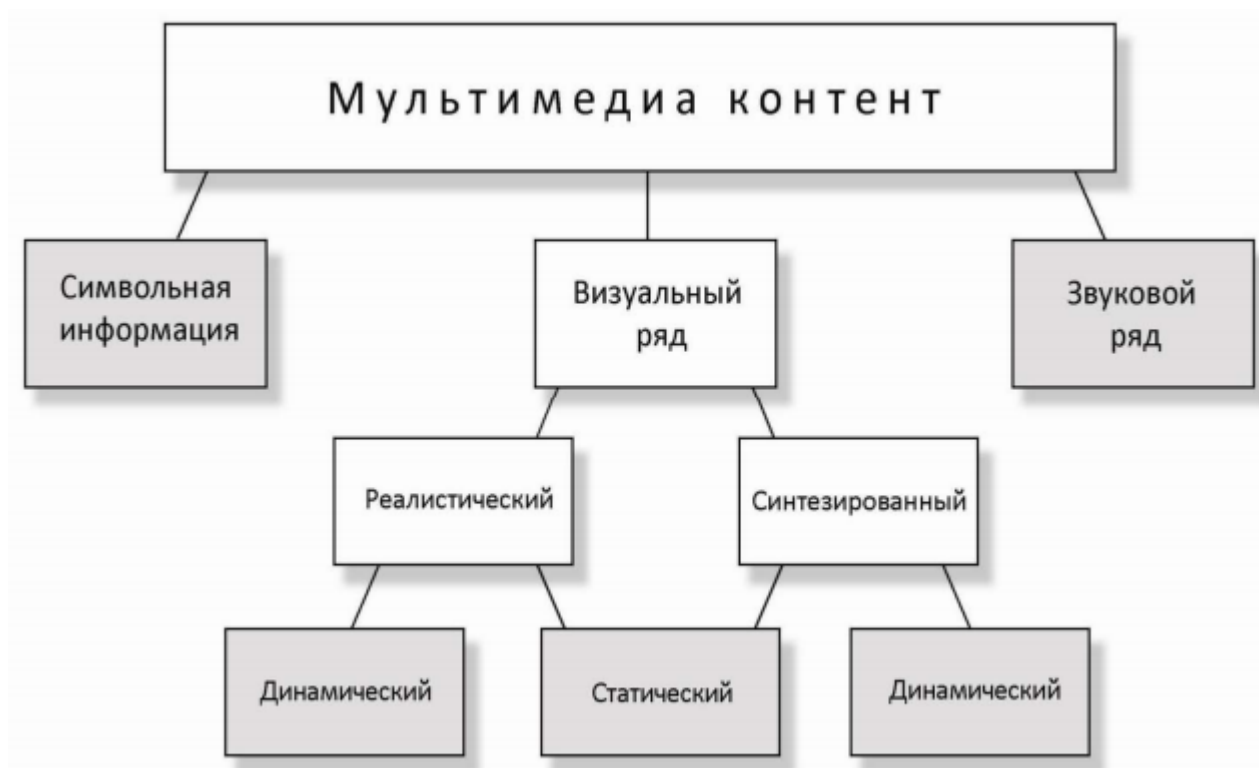 Мультимедиа контент
Символьная
информация
Визуальный
ряд
Звуковой
ряд
Реалистический
Синтезированный
Динамический
Статический
Динамический